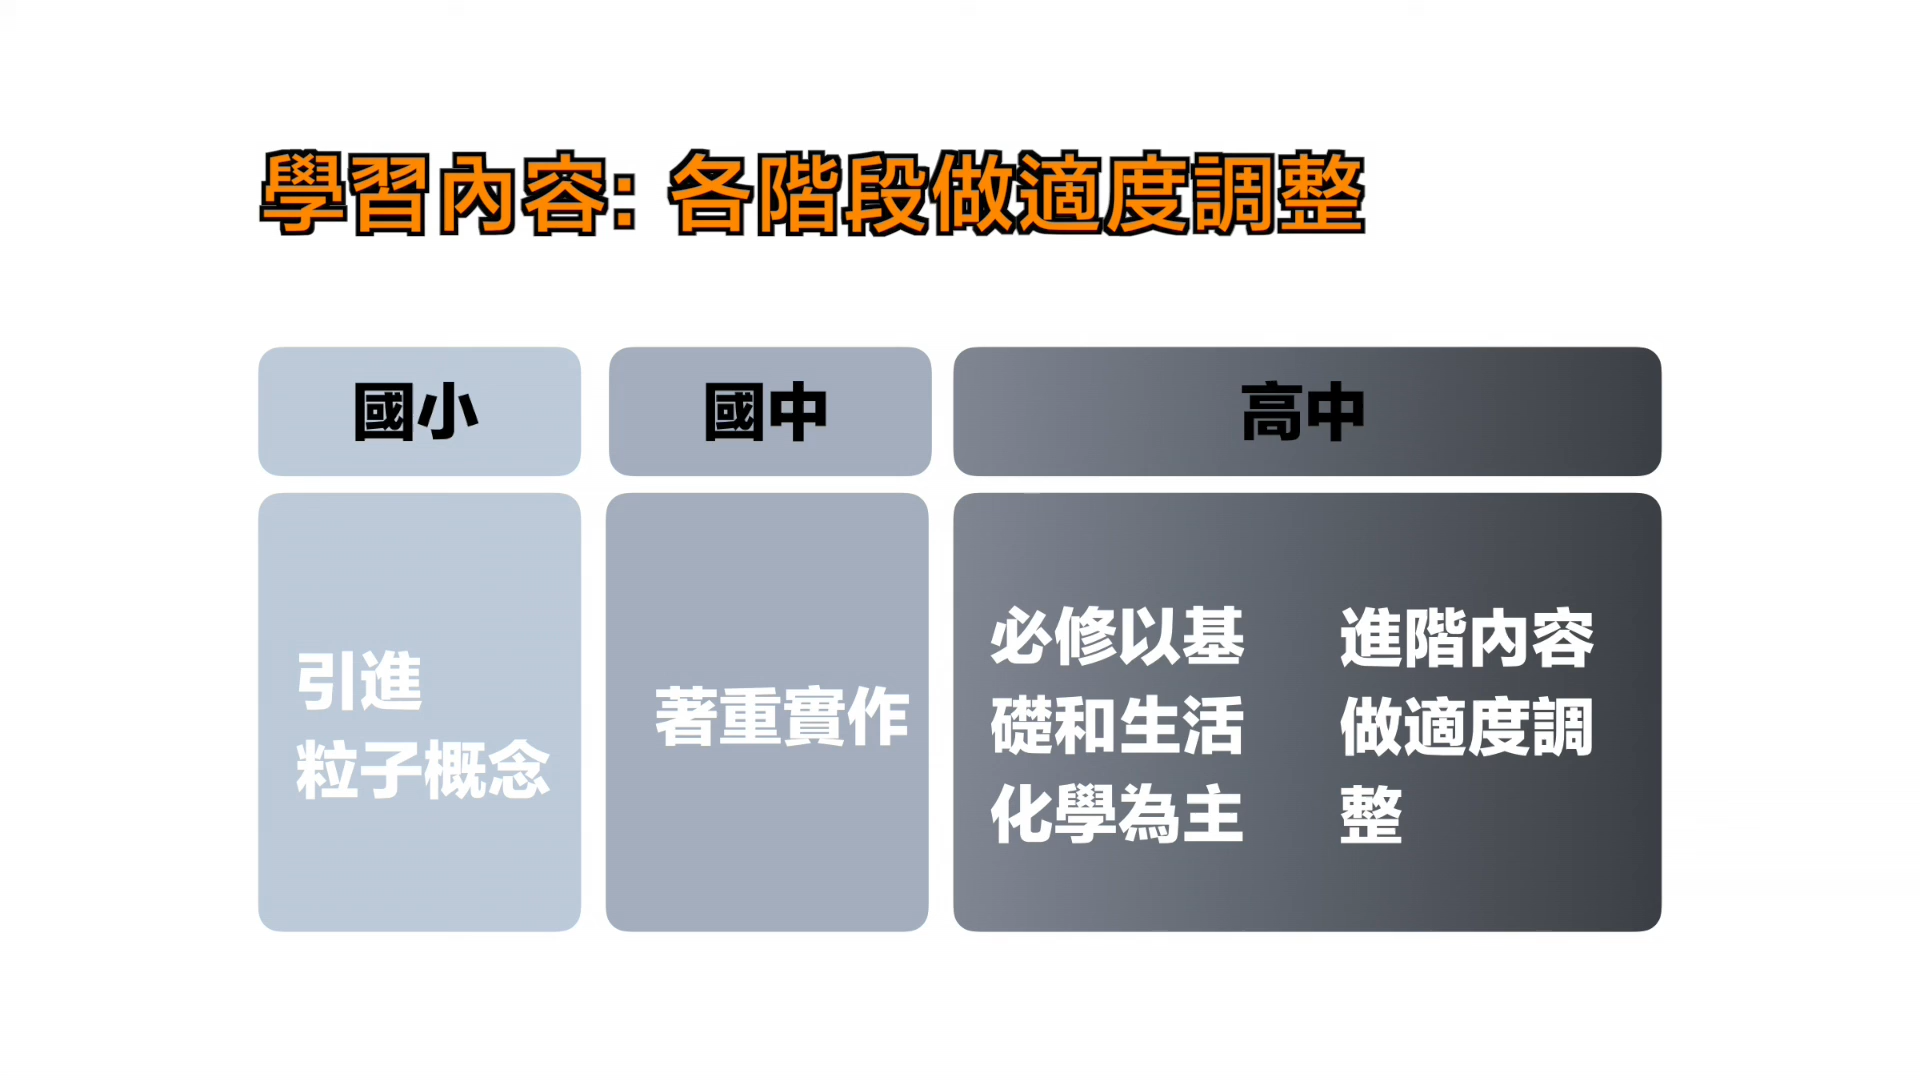 學習內容: 各階段做適度調整
國小
引進
粒子概念
國中
著重實作
高中
必修以基
礎和生活
化學為主
進階內容
做適度調
整